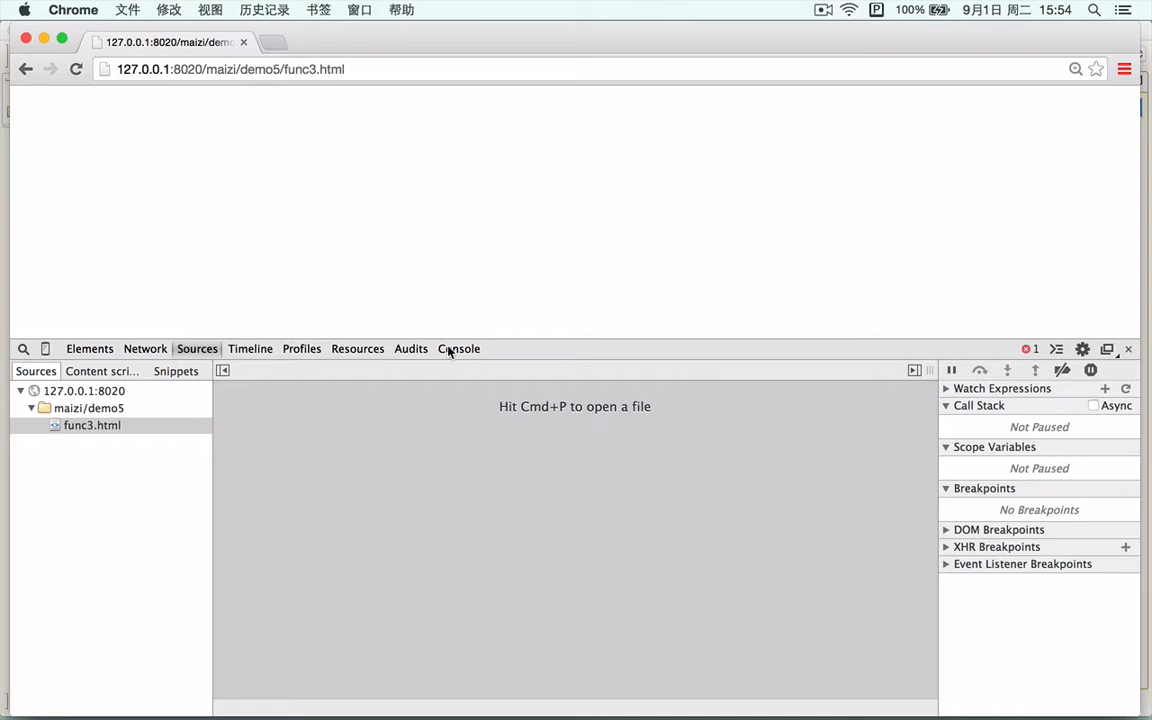 Chrome 文件 修改 视图 历史记录 书签 窗口 帮助 P 100% 9月1日 周二 15:54
127.0.0.1:8020/maizi/demo
127.0.0.1:8020/maizi/demo5/func3.html
Elements Network Sources Timeline Profiles Resources Audits Console 1
Sources Content scri... Snippets
127.0.0.1:8020
maizi/demo5
func3.html
Hit Cmd+P to open a file
Watch Expressions
Call Stack Async
Not Paused
Scope Variables
Not Paused
Breakpoints
No Breakpoints
DOM Breakpoints
XHR Breakpoints
Event Listener Breakpoints